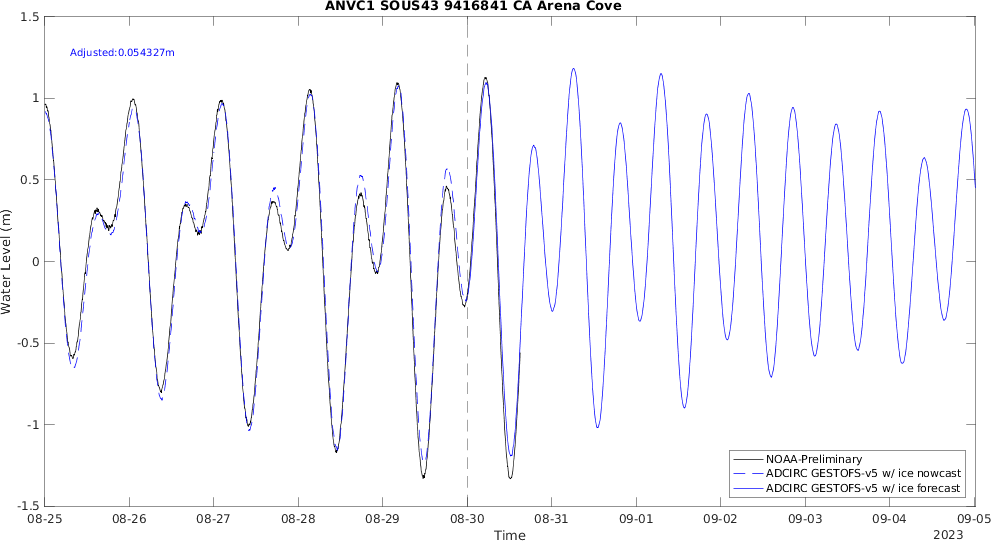 ANVC1 SOUS43 9416841 CA Arena Cove
1.5
Adjusted:0.054327m
1
0.5
0
-0.5
-1
-1.5
Water Level (m)
NOAA-Preliminary
ADCIRC GESTOFS-v5 w/ ice nowcast
ADCIRC GESTOFS-v5 w/ ice forecast
08-25 08-26 08-27 08-28 08-29 08-30 08-31 09-01 09-02 09-03 09-04 09-05
Time
2023